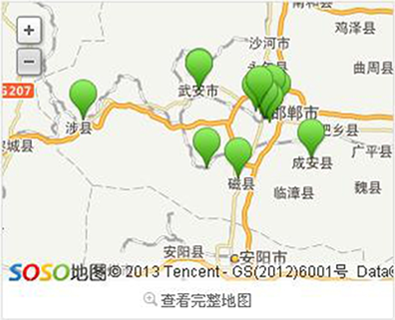 南和县
鸡泽县
沙河市
永年县
曲周县
武安市
G207
邯郸市
涉县
肥乡县
广平县
成安县
磁县
临漳县
魏县
安阳县
安阳市
SOSO地图 © 2013 Tencent - GS(2012)6001号 Data©
查看完整地图